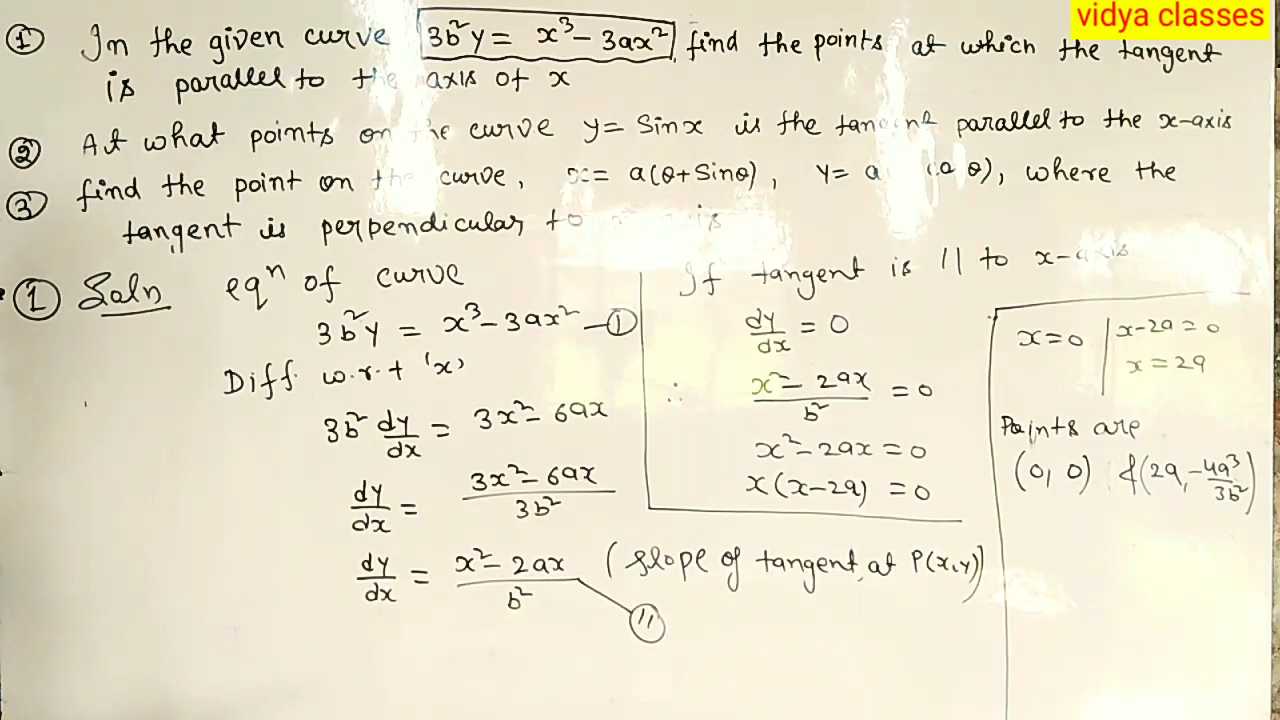 vidya classes
① In the given curve 3b²y = x³ - 3ax² find the points at which the tangent
is parallel to the axis of x
② At what points on the curve y = Sinx is the tangent parallel to the x-axis
③ find the point on the curve, x = a(θ + Sinθ), y = a θ), where the
tangent is perpendicular to
① Soln eqⁿ of curve
3b²y = x³ - 3ax² -①
Diff. w.r.t 'x'
3b² dy/dx = 3x² - 6ax
dy/dx = (3x² - 6ax)/3b²
dy/dx = (x² - 2ax)/b² (slope of tangent at P(x,y))
⑪
If tangent is || to x-axis
dy/dx = 0
∴ (x² - 2ax)/b² = 0
x² - 2ax = 0
x(x - 2a) = 0
x = 0 | x - 2a = 0
x = 2a
Points are
(0, 0) & (2a, -4a³/3b²)